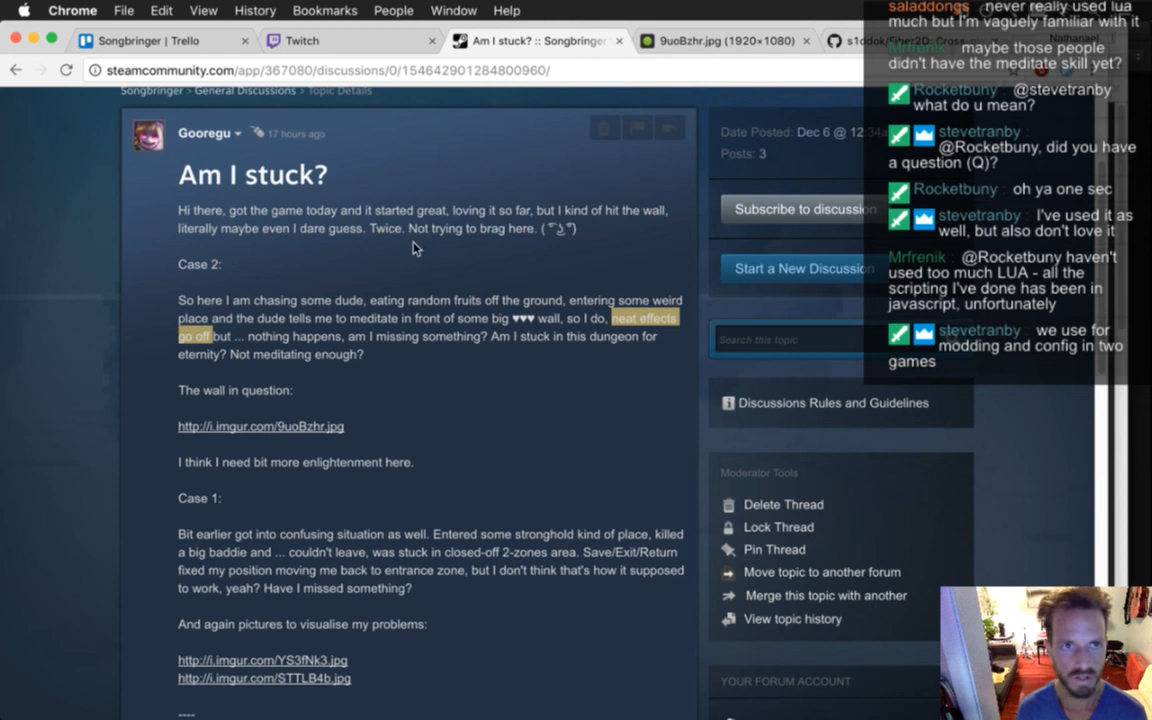 Chrome File Edit View History Bookmarks People Window Help
Songbringer | Trello
Twitch
Am I stuck? :: Songbringer
9uoBzhr.jpg (1920×1080)
s1ddok/Fiber2D: Cross-
steamcommunity.com/app/367080/discussions/0/154642901284800960/
Songbringer > General Discussions > Topic Details
Gooregu
17 hours ago
Am I stuck?
Hi there, got the game today and it started great, loving it so far, but I kind of hit the wall,
literally maybe even I dare guess. Twice. Not trying to brag here. ( ͡° ͜ʖ ͡°)
Case 2:
So here I am chasing some dude, eating random fruits off the ground, entering some weird
place and the dude tells me to meditate in front of some big ♥♥♥ wall, so I do, neat effects
go off but ... nothing happens, am I missing something? Am I stuck in this dungeon for
eternity? Not meditating enough?
The wall in question:
http://i.imgur.com/9uoBzhr.jpg
I think I need bit more enlightenment here.
Case 1:
Bit earlier got into confusing situation as well. Entered some stronghold kind of place, killed
a big baddie and ... couldn't leave, was stuck in closed-off 2-zones area. Save/Exit/Return
fixed my position moving me back to entrance zone, but I don't think that's how it supposed
to work, yeah? Have I missed something?
And again pictures to visualise my problems:
http://i.imgur.com/YS3fNk3.jpg
http://i.imgur.com/STTLB4b.jpg
----
Date Posted: Dec 6 @ 12:34a
Posts: 3
Subscribe to discussion
Start a New Discussion
Search this topic
Discussions Rules and Guidelines
Moderator Tools
Delete Thread
Lock Thread
Pin Thread
Move topic to another forum
Merge this topic with another
View topic history
YOUR FORUM ACCOUNT
saladdongs : never really used lua
much but I'm vaguely familiar with it
Nathanael
Mrfrenik : maybe those people
didn't have the meditate skill yet?
Rocketbuny : @stevetranby
what do u mean?
stevetranby :
@Rocketbuny, did you have
a question (Q)?
Rocketbuny : oh ya one sec
stevetranby : I've used it as
well, but also don't love it
Mrfrenik : @Rocketbuny haven't
used too much LUA - all the
scripting I've done has been in
javascript, unfortunately
stevetranby : we use for
modding and config in two
games